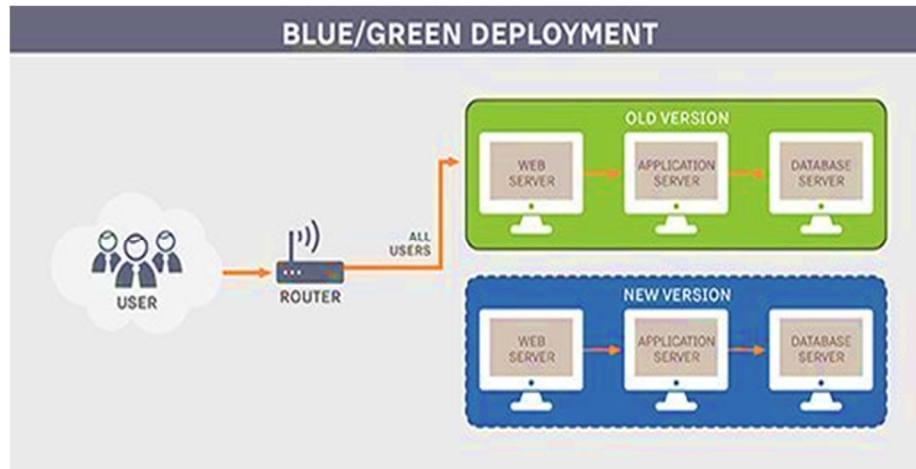 BLUE/GREEN DEPLOYMENT
OLD VERSION
WEB
SERVER
APPLICATION
SERVER
DATABASE
SERVER
ALL
USERS
USER
ROUTER
NEW VERSION
WEB
SERVER
APPLICATION
SERVER
DATABASE
SERVER